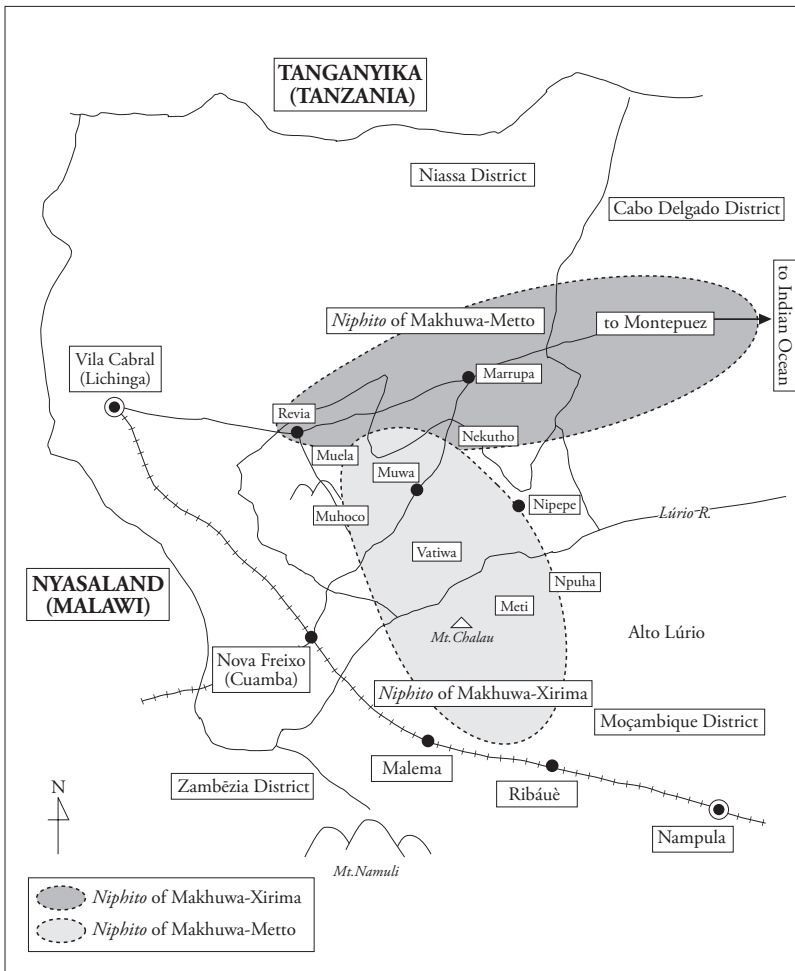 TANGANYIKA
(TANZANIA)
Niassa District
Cabo Delgado District
to Indian
Ocean
Niphito of Makhuwa-Metto
to Montepuez
Vila Cabral
(Lichinga)
Marrupa
Revia
Nekutho
Muela
Muwa
Nipepe
Muhoco
Lúrio R.
Vatiwa
NYASALAND
(MALAWI)
Npuha
Meti
Mt.Chalau
Alto Lúrio
Nova Freixo
(Cuamba)
Niphito of Makhuwa-Xirima
Moçambique District
Malema
Zambēzia District
Ribáuè
N
Nampula
Mt.Namuli
Niphito of Makhuwa-Xirima
Niphito of Makhuwa-Metto